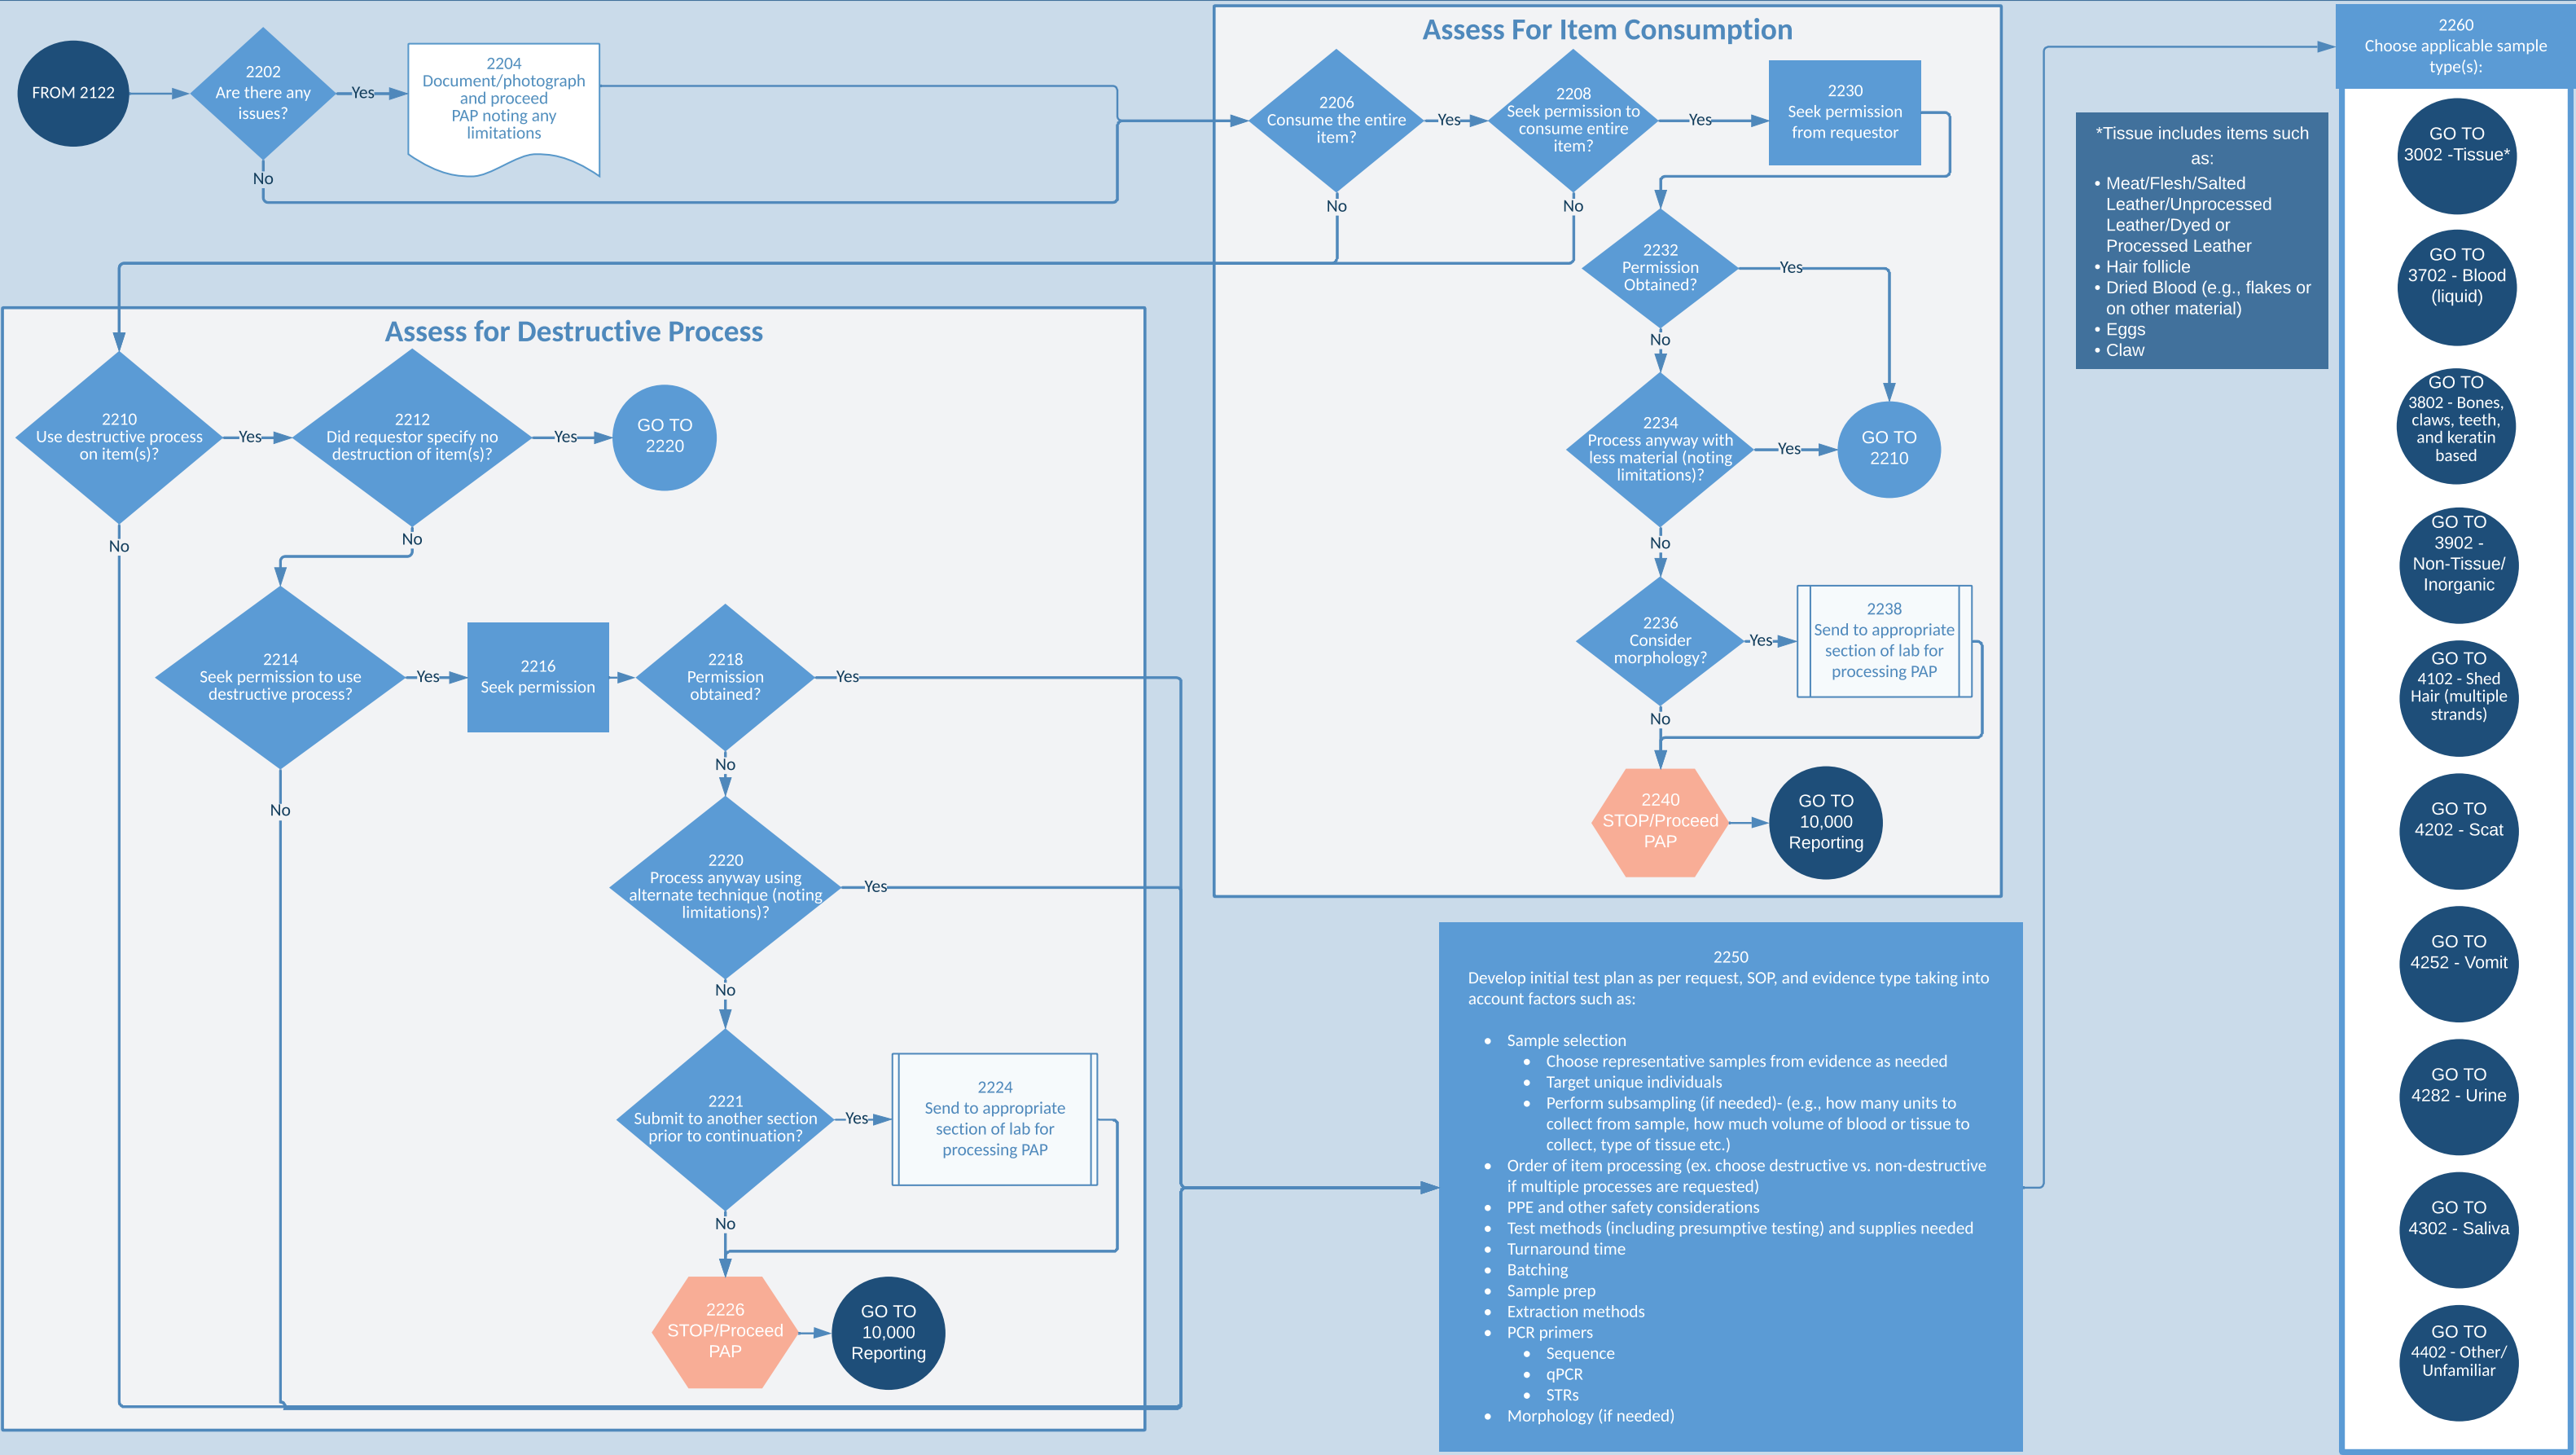 FROM 2122
2202
Are there any
issues?
Yes
No
2204
Document/photograph
and proceed
PAP noting any
limitations
Assess For Item Consumption
2206
Consume the entire
item?
Yes
No
2208
Seek permission to
consume entire
item?
Yes
No
2230
Seek permission
from requestor
2232
Permission
Obtained?
Yes
No
2234
Process anyway with
less material (noting
limitations)?
Yes
No
GO TO
2210
2236
Consider
morphology?
Yes
No
2238
Send to appropriate
section of lab for
processing PAP
2240
STOP/Proceed
PAP
GO TO
10,000
Reporting
Assess for Destructive Process
2210
Use destructive process
on item(s)?
Yes
No
2212
Did requestor specify no
destruction of item(s)?
Yes
No
GO TO
2220
2214
Seek permission to use
destructive process?
Yes
No
2216
Seek permission
2218
Permission
obtained?
Yes
No
2220
Process anyway using
alternate technique (noting
limitations)?
Yes
No
2221
Submit to another section
prior to continuation?
Yes
No
2224
Send to appropriate
section of lab for
processing PAP
2226
STOP/Proceed
PAP
GO TO
10,000
Reporting
2250
Develop initial test plan as per request, SOP, and evidence type taking into
account factors such as:
• Sample selection
• Choose representative samples from evidence as needed
• Target unique individuals
• Perform subsampling (if needed)- (e.g., how many units to
collect from sample, how much volume of blood or tissue to
collect, type of tissue etc.)
• Order of item processing (ex. choose destructive vs. non-destructive
if multiple processes are requested)
• PPE and other safety considerations
• Test methods (including presumptive testing) and supplies needed
• Turnaround time
• Batching
• Sample prep
• Extraction methods
• PCR primers
• Sequence
• qPCR
• STRs
• Morphology (if needed)
*Tissue includes items such
as:
• Meat/Flesh/Salted
Leather/Unprocessed
Leather/Dyed or
Processed Leather
• Hair follicle
• Dried Blood (e.g., flakes or
on other material)
• Eggs
• Claw
2260
Choose applicable sample
type(s):
GO TO
3002 -Tissue*
GO TO
3702 - Blood
(liquid)
GO TO
3802 - Bones,
claws, teeth,
and keratin
based
GO TO
3902 -
Non-Tissue/
Inorganic
GO TO
4102 - Shed
Hair (multiple
strands)
GO TO
4202 - Scat
GO TO
4252 - Vomit
GO TO
4282 - Urine
GO TO
4302 - Saliva
GO TO
4402 - Other/
Unfamiliar